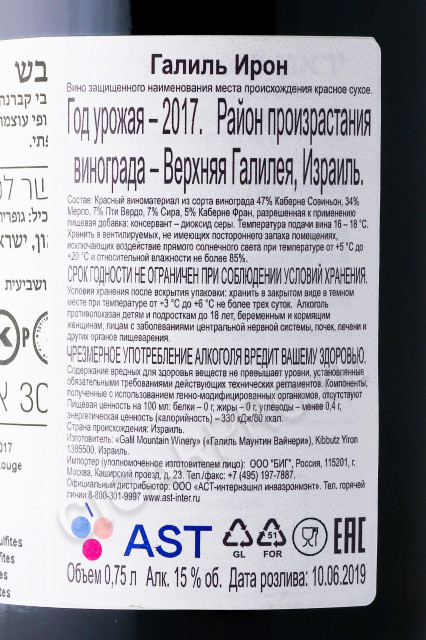 Галиль Ирон
Вино защищенного наименования места происхождения красное сухое.
Год урожая – 2017. Район произрастания
винограда – Верхняя Галилея, Израиль.
Состав: Красный виноматериал из сорта винограда 47% Каберне Совиньон, 34%
Мерло, 7% Пти Вердо, 7% Сира, 5% Каберне Фран, разрешенная к применению
пищевая добавка: консервант – диоксид серы. Температура подачи вина 16 – 18 °С.
Хранить в вентилируемых, не имеющих постороннего запаха помещениях,
исключающих воздействие прямого солнечного света при температуре от +5 °С до
+20 °С и относительной влажности не более 85%.
СРОК ГОДНОСТИ НЕ ОГРАНИЧЕН ПРИ СОБЛЮДЕНИИ УСЛОВИЙ ХРАНЕНИЯ.
Условия хранения после вскрытия упаковки: хранить в закрытом виде в темном
месте при температуре от +3 °С до +6 °С не более трех суток. Алкоголь
противопоказан детям и подросткам до 18 лет, беременным и кормящим
женщинам, лицам с заболеваниями центральной нервной системы, почек, печени и
других органов пищеварения.
ЧРЕЗМЕРНОЕ УПОТРЕБЛЕНИЕ АЛКОГОЛЯ ВРЕДИТ ВАШЕМУ ЗДОРОВЬЮ.
Содержание вредных для здоровья веществ не превышает уровни, установленные
обязательными требованиями действующих технических регламентов. Компоненты,
полученные с использованием генно-модифицированных организмов, отсутствуют
Пищевая ценность на 100 мл: белки – 0 г, жиры – 0 г, углеводы – менее 0,4 г,
энергетическая ценность (калорийность) – 330 кДж/80 ккал.
Страна происхождения: Израиль.
Изготовитель: «Galil Mountain Winery» («Галиль Маунтин Вайнери»), Kibbutz Yiron
1385500, Израиль.
Импортер (уполномоченное изготовителем лицо): ООО "БИГ", Россия, 115201, г.
Москва, Каширский проезд, д. 23. Тел./факс: +7 (495) 197-7887.
Официальный дистрибьютор: ООО «АСТ-интернэшнл инваэронмэнт». Тел. горячей
линии 8-800-301-9997 www.ast-inter.ru
AST
GL
51
FOR
EAC
Объем 0,75 л Алк. 15 % об. Дата розлива: 10.06.2019
בש
30
2017
ouge
ulfites
fites
es
fites